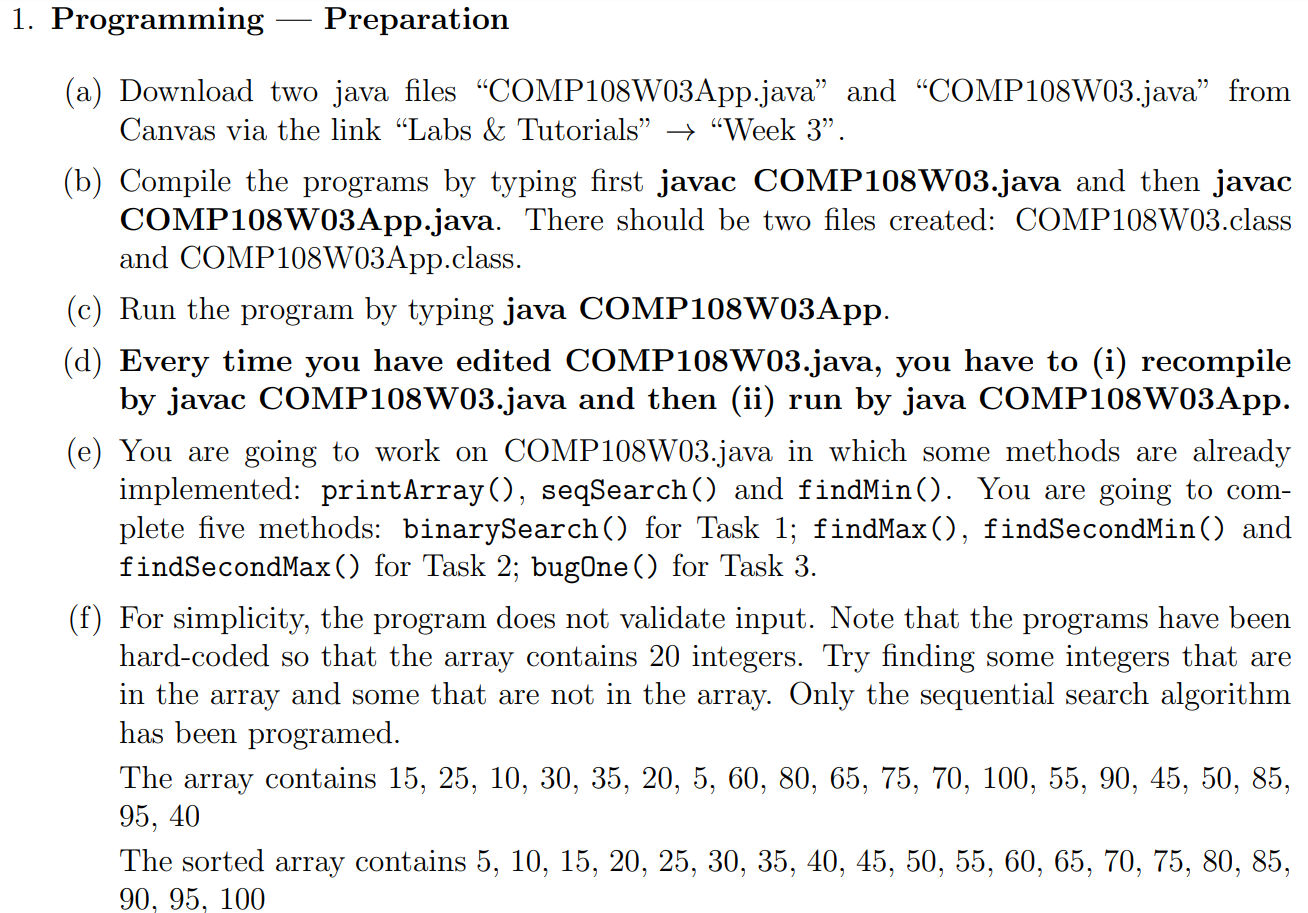 1. Programming — Preparation
(a) Download two java files “COMP108W03App.java” and “COMP108W03.java” from
Canvas via the link “Labs & Tutorials” → “Week 3”.
(b) Compile the programs by typing first javac COMP108W03.java and then javac
COMP108W03App.java. There should be two files created: COMP108W03.class
and COMP108W03App.class.
(c) Run the program by typing java COMP108W03App.
(d) Every time you have edited COMP108W03.java, you have to (i) recompile
by javac COMP108W03.java and then (ii) run by java COMP108W03App.
(e) You are going to work on COMP108W03.java in which some methods are already
implemented: printArray(), seqSearch() and findMin(). You are going to com-
plete five methods: binarySearch() for Task 1; findMax(), findSecondMin() and
findSecondMax() for Task 2; bugOne() for Task 3.
(f) For simplicity, the program does not validate input. Note that the programs have been
hard-coded so that the array contains 20 integers. Try finding some integers that are
in the array and some that are not in the array. Only the sequential search algorithm
has been programed.
The array contains 15, 25, 10, 30, 35, 20, 5, 60, 80, 65, 75, 70, 100, 55, 90, 45, 50, 85,
95, 40
The sorted array contains 5, 10, 15, 20, 25, 30, 35, 40, 45, 50, 55, 60, 65, 70, 75, 80, 85,
90, 95, 100